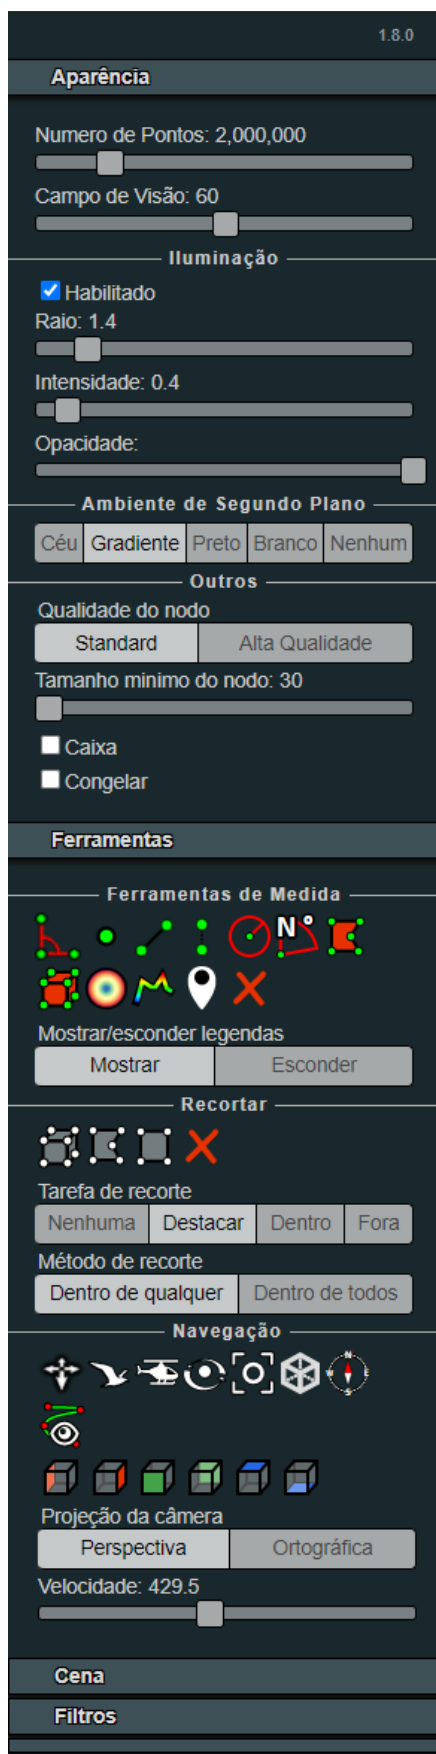 1.8.0
Aparência
Numero de Pontos: 2,000,000
Campo de Visão: 60
Iluminação
Habilitado
Raio: 1.4
Intensidade: 0.4
Opacidade:
Ambiente de Segundo Plano
Céu Gradiente Preto Branco Nenhum
Outros
Qualidade do nodo
Standard Alta Qualidade
Tamanho minimo do nodo: 30
Caixa
Congelar
Ferramentas
Ferramentas de Medida
N°
Mostrar/esconder legendas
Mostrar Esconder
Recortar
Tarefa de recorte
Nenhuma Destacar Dentro Fora
Método de recorte
Dentro de qualquer Dentro de todos
Navegação
N
W E
S
Projeção da câmera
Perspectiva Ortográfica
Velocidade: 429.5
Cena
Filtros